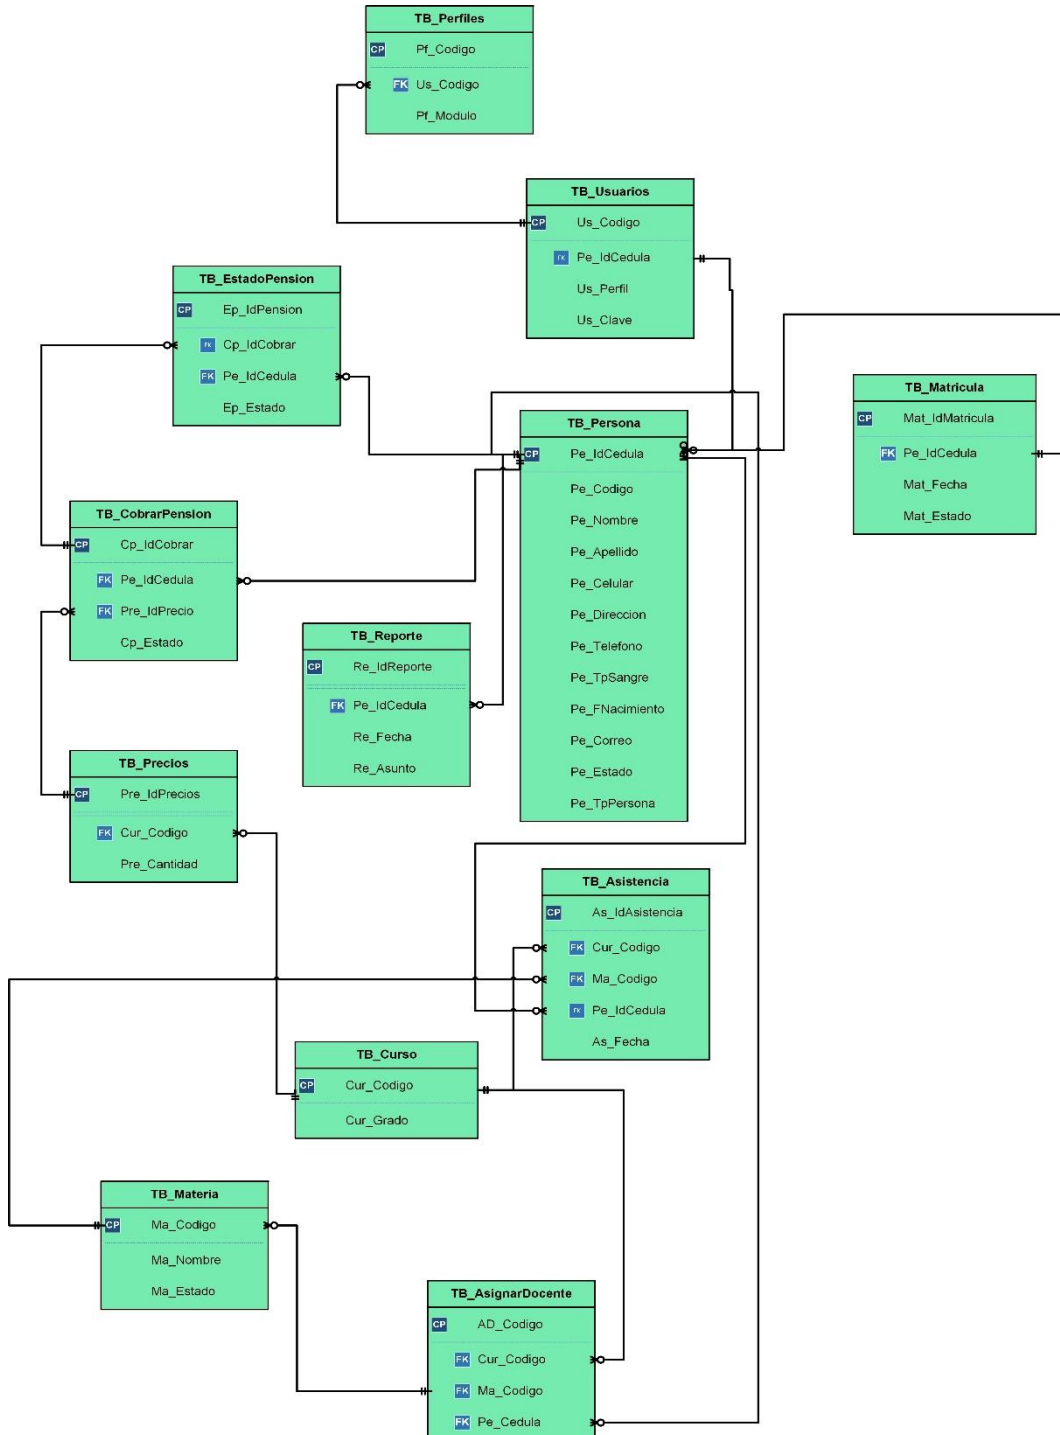 TB_Perfiles
CP Pf_Codigo
FK Us_Codigo
Pf_Modulo
TB_Usuarios
CP Us_Codigo
FK Pe_IdCedula
Us_Perfil
Us_Clave
TB_EstadoPension
CP Ep_IdPension
FK Cp_IdCobrar
FK Pe_IdCedula
Ep_Estado
TB_Matricula
CP Mat_IdMatricula
FK Pe_IdCedula
Mat_Fecha
Mat_Estado
TB_Persona
CP Pe_IdCedula
Pe_Codigo
Pe_Nombre
Pe_Apellido
Pe_Celular
Pe_Direccion
Pe_Telefono
Pe_TpSangre
Pe_FNacimiento
Pe_Correo
Pe_Estado
Pe_TpPersona
TB_CobrarPension
CP Cp_IdCobrar
FK Pe_IdCedula
FK Pre_IdPrecio
Cp_Estado
TB_Reporte
CP Re_IdReporte
FK Pe_IdCedula
Re_Fecha
Re_Asunto
TB_Precios
CP Pre_IdPrecios
FK Cur_Codigo
Pre_Cantidad
TB_Asistencia
CP As_IdAsistencia
FK Cur_Codigo
FK Ma_Codigo
FK Pe_IdCedula
As_Fecha
TB_Curso
CP Cur_Codigo
Cur_Grado
TB_Materia
CP Ma_Codigo
Ma_Nombre
Ma_Estado
TB_AsignarDocente
CP AD_Codigo
FK Cur_Codigo
FK Ma_Codigo
FK Pe_Cedula